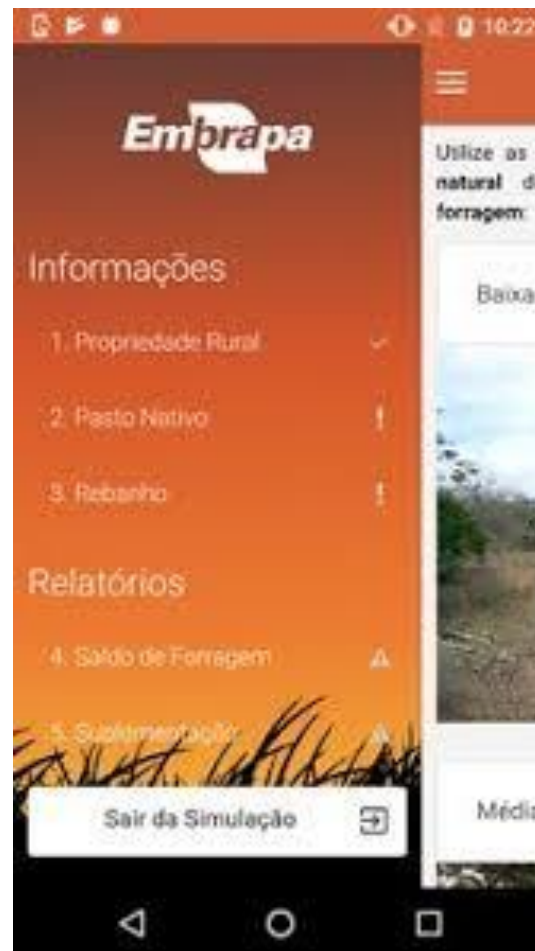 10:22
Embrapa
Informações
1. Propriedade Rural
2. Pasto Nativo
3. Rebanho
Relatórios
4. Saldo de Forragem
5. Suplementação
Sair da Simulação
Utilize as
natural d
forragem:
Baixa
Média